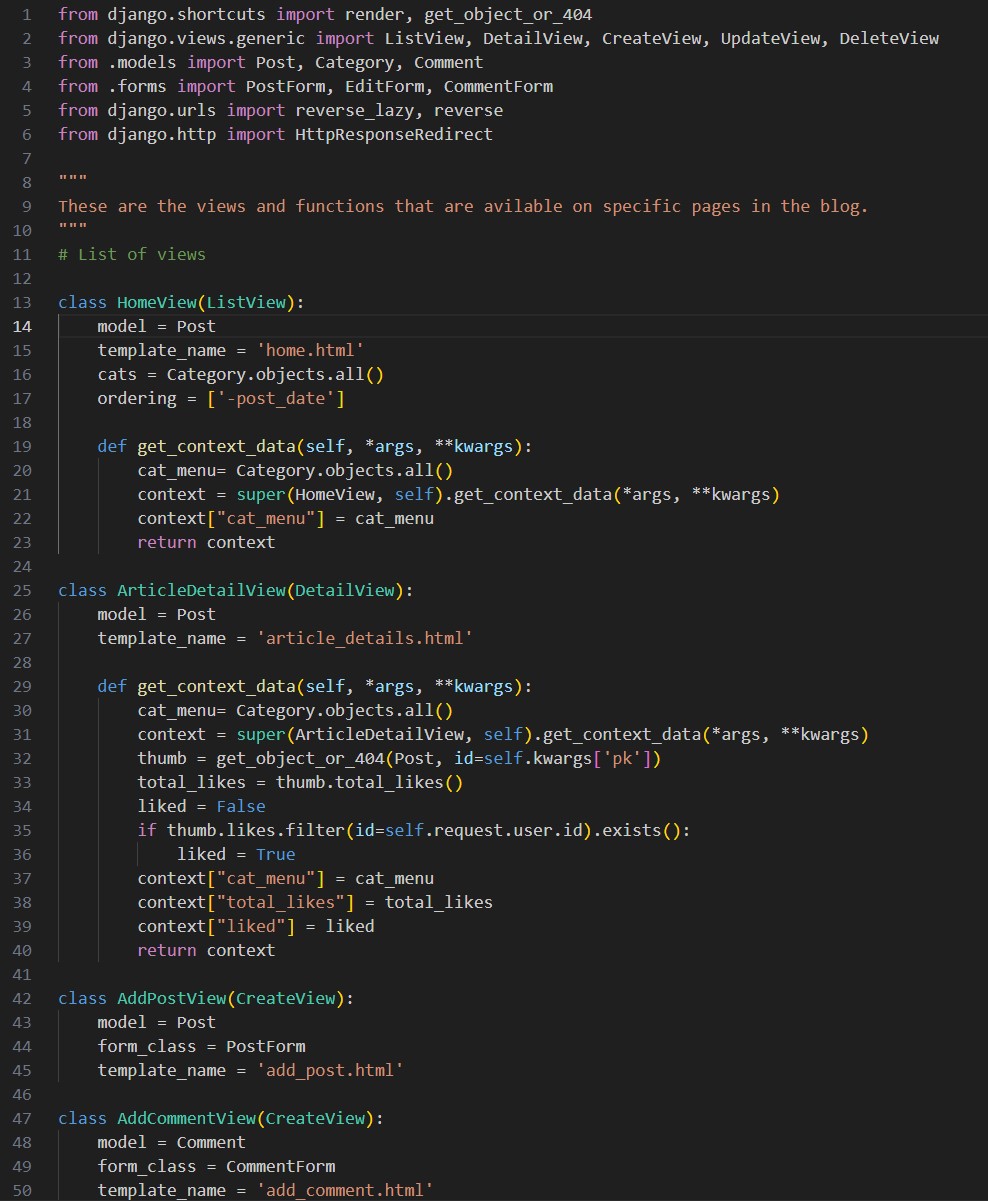 1 from django.shortcuts import render, get_object_or_404
2 from django.views.generic import ListView, DetailView, CreateView, UpdateView, DeleteView
3 from .models import Post, Category, Comment
4 from .forms import PostForm, EditForm, CommentForm
5 from django.urls import reverse_lazy, reverse
6 from django.http import HttpResponseRedirect
7
8 """
9 These are the views and functions that are avilable on specific pages in the blog.
10 """
11 # List of views
12
13 class HomeView(ListView):
14     model = Post
15     template_name = 'home.html'
16     cats = Category.objects.all()
17     ordering = ['-post_date']
18
19     def get_context_data(self, *args, **kwargs):
20         cat_menu= Category.objects.all()
21         context = super(HomeView, self).get_context_data(*args, **kwargs)
22         context["cat_menu"] = cat_menu
23         return context
24
25 class ArticleDetailView(DetailView):
26     model = Post
27     template_name = 'article_details.html'
28
29     def get_context_data(self, *args, **kwargs):
30         cat_menu= Category.objects.all()
31         context = super(ArticleDetailView, self).get_context_data(*args, **kwargs)
32         thumb = get_object_or_404(Post, id=self.kwargs['pk'])
33         total_likes = thumb.total_likes()
34         liked = False
35         if thumb.likes.filter(id=self.request.user.id).exists():
36             liked = True
37         context["cat_menu"] = cat_menu
38         context["total_likes"] = total_likes
39         context["liked"] = liked
40         return context
41
42 class AddPostView(CreateView):
43     model = Post
44     form_class = PostForm
45     template_name = 'add_post.html'
46
47 class AddCommentView(CreateView):
48     model = Comment
49     form_class = CommentForm
50     template_name = 'add_comment.html'